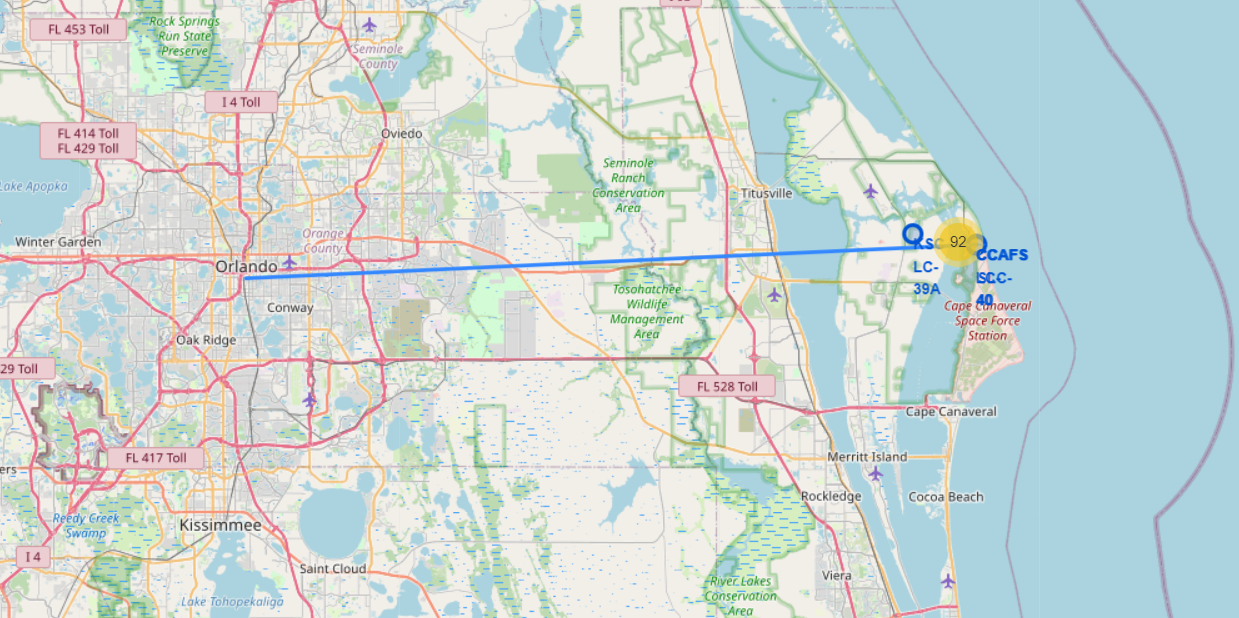 FL 453 Toll
Rock Springs
Run State
Preserve
Seminole
County
I 4 Toll
FL 414 Toll
FL 429 Toll
Oviedo
Lake Apopka
Seminole
Ranch
Conservation
Area
Titusville
Winter Garden
Orange
County
Orlando
92
KSC
LC-
39A
CCAFS
SLC-
40
Conway
Tosohatchee
Wildlife
Management
Area
Cape Canaveral
Space Force
Station
Oak Ridge
29 Toll
FL 528 Toll
Cape Canaveral
FL 417 Toll
ers
Merritt Island
Rockledge
Cocoa Beach
Reedy Creek
Swamp
Kissimmee
I 4
Saint Cloud
Viera
Lake Tohopekaliga
River Lakes
Conservation
Area